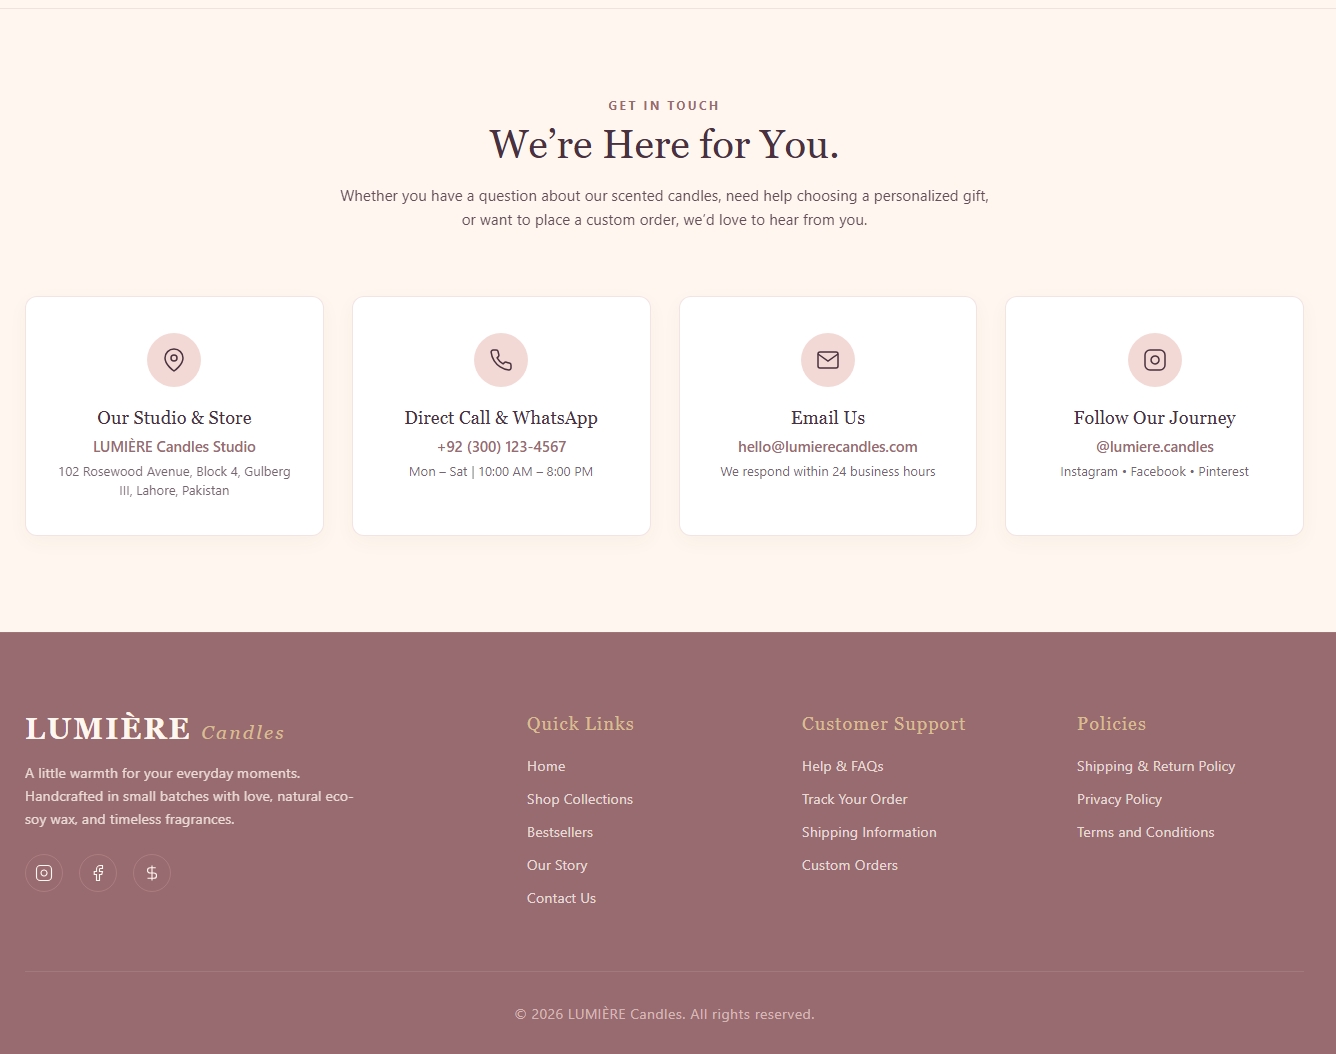 GET IN TOUCH
We’re Here for You.
Whether you have a question about our scented candles, need help choosing a personalized gift,
or want to place a custom order, we’d love to hear from you.
Our Studio & Store
LUMIÈRE Candles Studio
102 Rosewood Avenue, Block 4, Gulberg
III, Lahore, Pakistan
Direct Call & WhatsApp
+92 (300) 123-4567
Mon – Sat | 10:00 AM – 8:00 PM
Email Us
hello@lumierecandles.com
We respond within 24 business hours
Follow Our Journey
@lumiere.candles
Instagram • Facebook • Pinterest
LUMIÈRE Candles
A little warmth for your everyday moments.
Handcrafted in small batches with love, natural eco-
soy wax, and timeless fragrances.
Quick Links
Home
Shop Collections
Bestsellers
Our Story
Contact Us
Customer Support
Help & FAQs
Track Your Order
Shipping Information
Custom Orders
Policies
Shipping & Return Policy
Privacy Policy
Terms and Conditions
© 2026 LUMIÈRE Candles. All rights reserved.